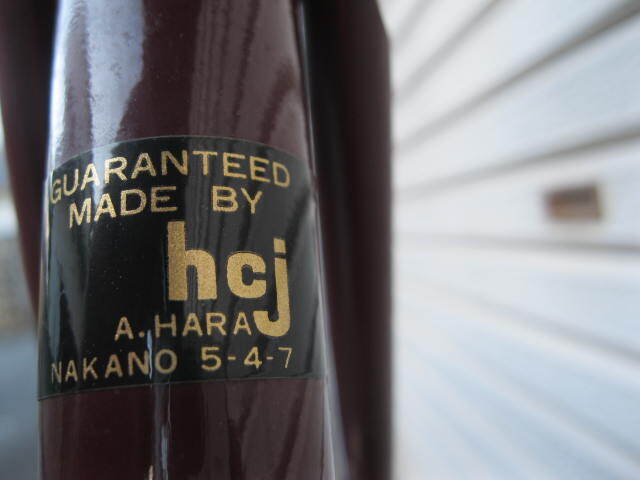 GUARANTEED
MADE BY
hcj
A. HARA
NAKANO 5-4-7